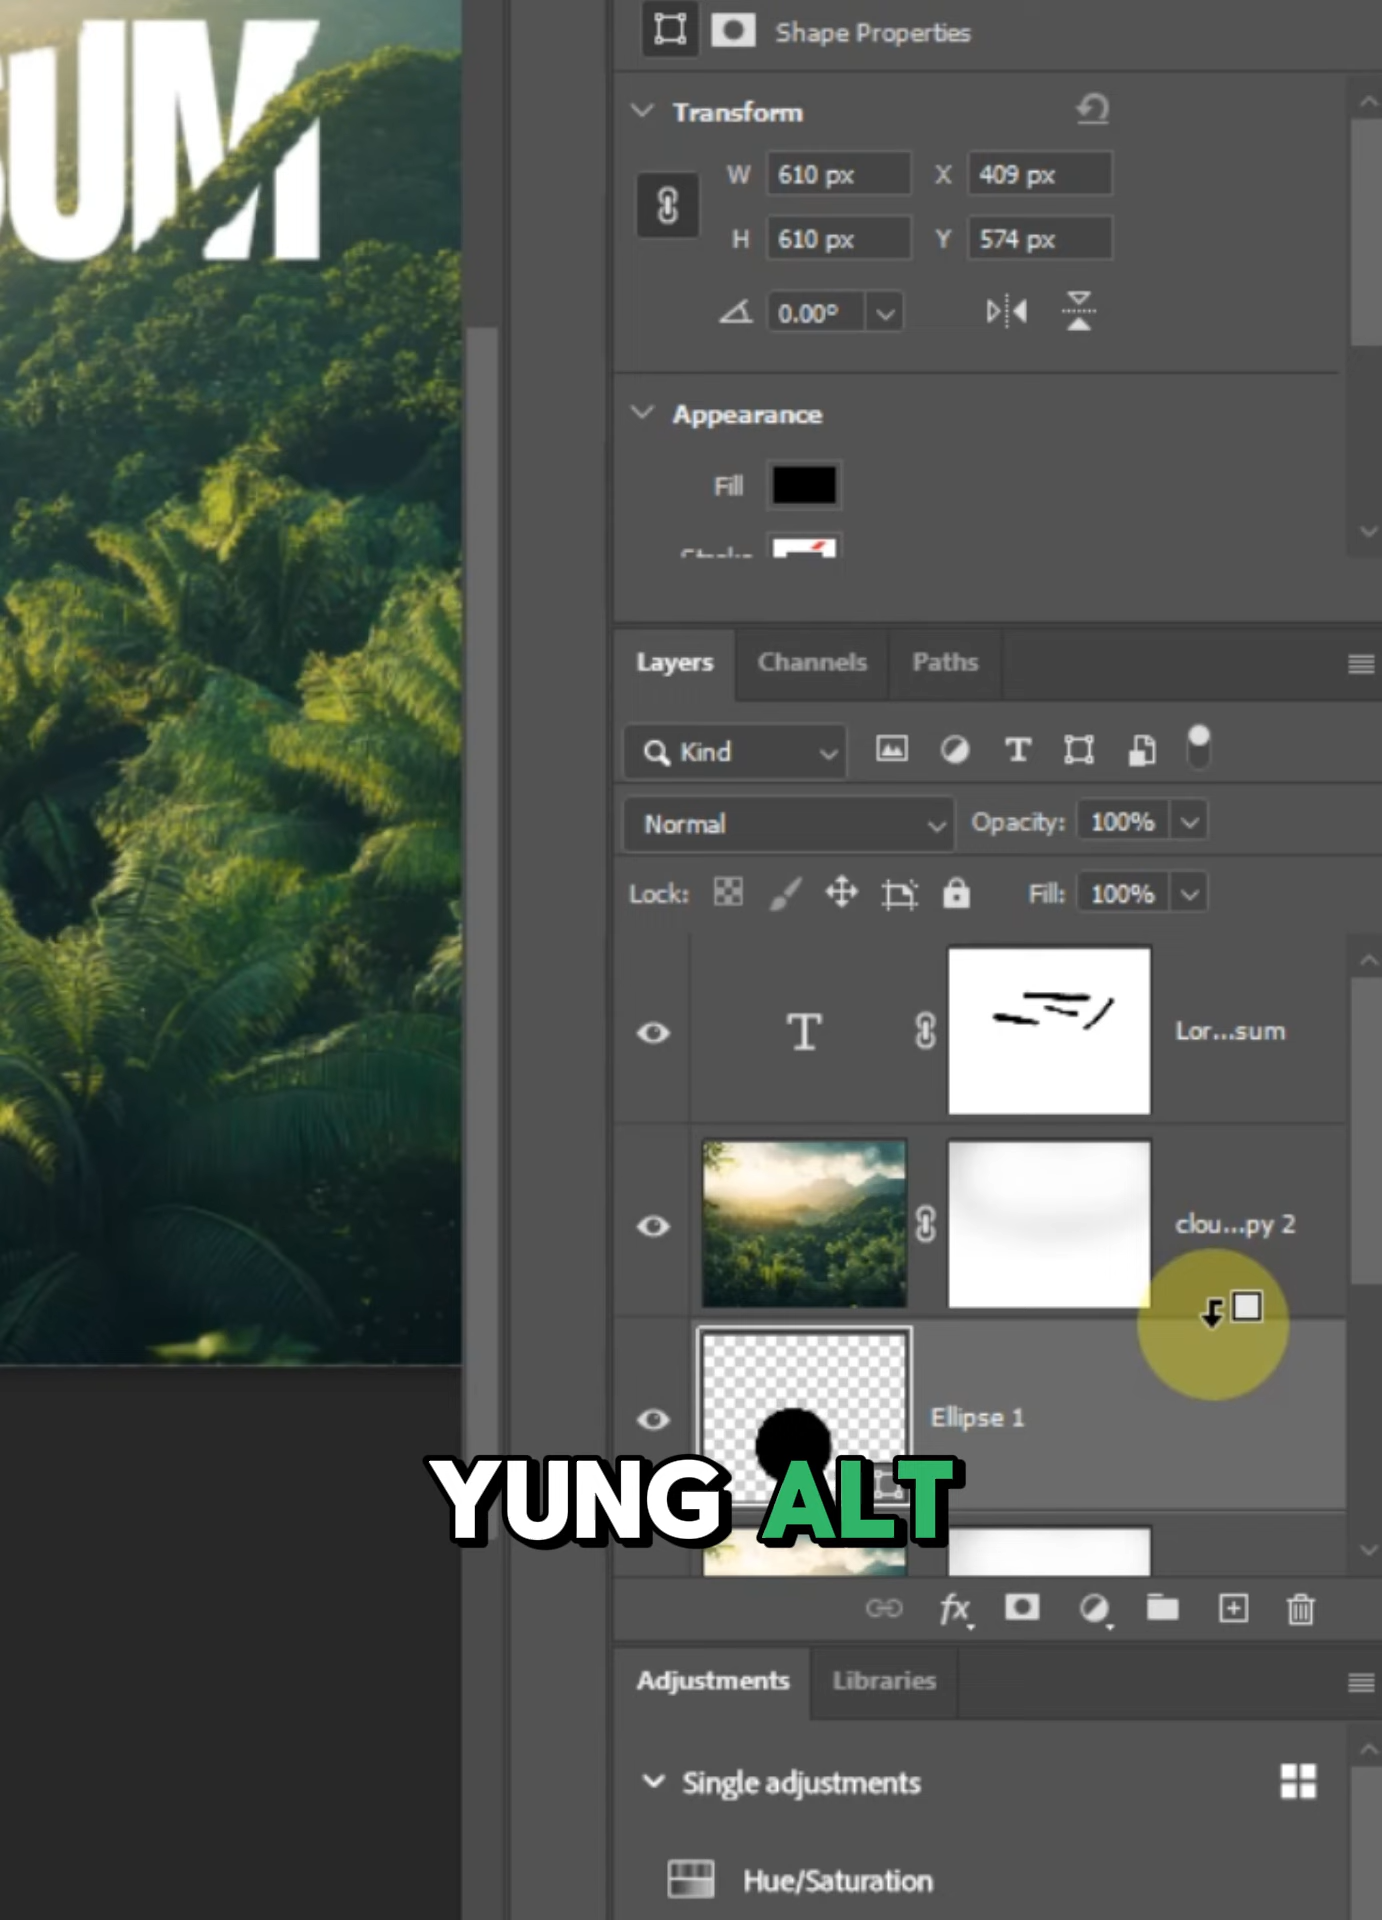 SUM
Shape Properties
Transform
W 610 px X 409 px
H 610 px Y 574 px
0.00°
Appearance
Fill
Stroke
Layers Channels Paths
Kind T
Normal Opacity: 100%
Lock: Fill: 100%
T Lor...sum
clou...py 2
Ellipse 1
YUNG ALT
fx
Adjustments Libraries
Single adjustments
Hue/Saturation